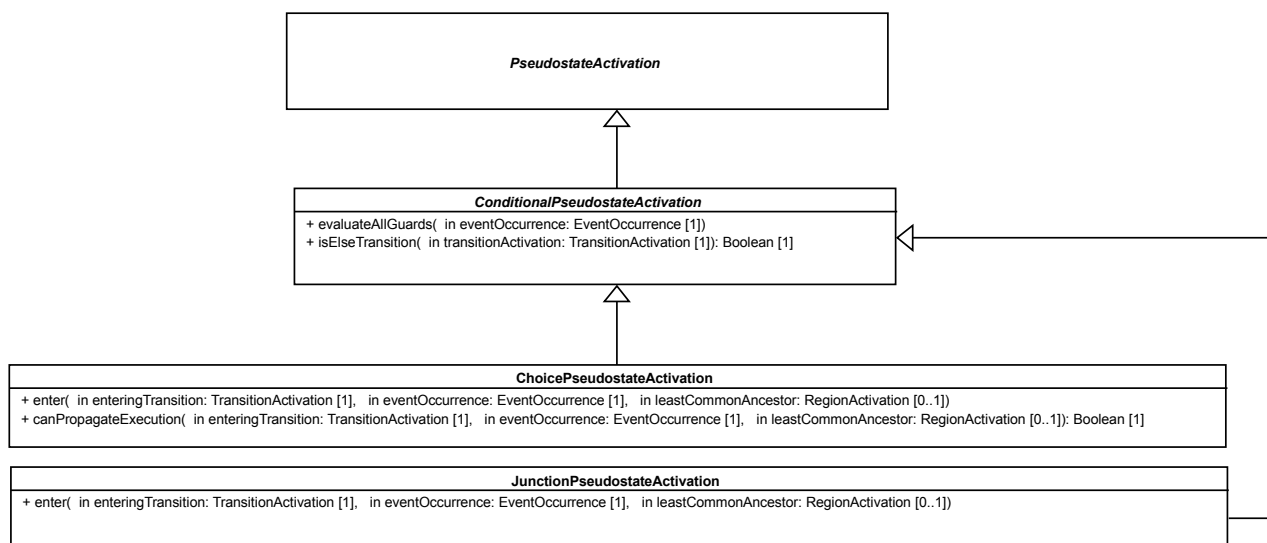 PseudostateActivation
ConditionalPseudostateActivation
+ evaluateAllGuards( in eventOccurrence: EventOccurrence [1])
+ isElseTransition( in transitionActivation: TransitionActivation [1]): Boolean [1]
ChoicePseudostateActivation
+ enter( in enteringTransition: TransitionActivation [1], in eventOccurrence: EventOccurrence [1], in leastCommonAncestor: RegionActivation [0..1])
+ canPropagateExecution( in enteringTransition: TransitionActivation [1], in eventOccurrence: EventOccurrence [1], in leastCommonAncestor: RegionActivation [0..1]): Boolean [1]
JunctionPseudostateActivation
+ enter( in enteringTransition: TransitionActivation [1], in eventOccurrence: EventOccurrence [1], in leastCommonAncestor: RegionActivation [0..1])